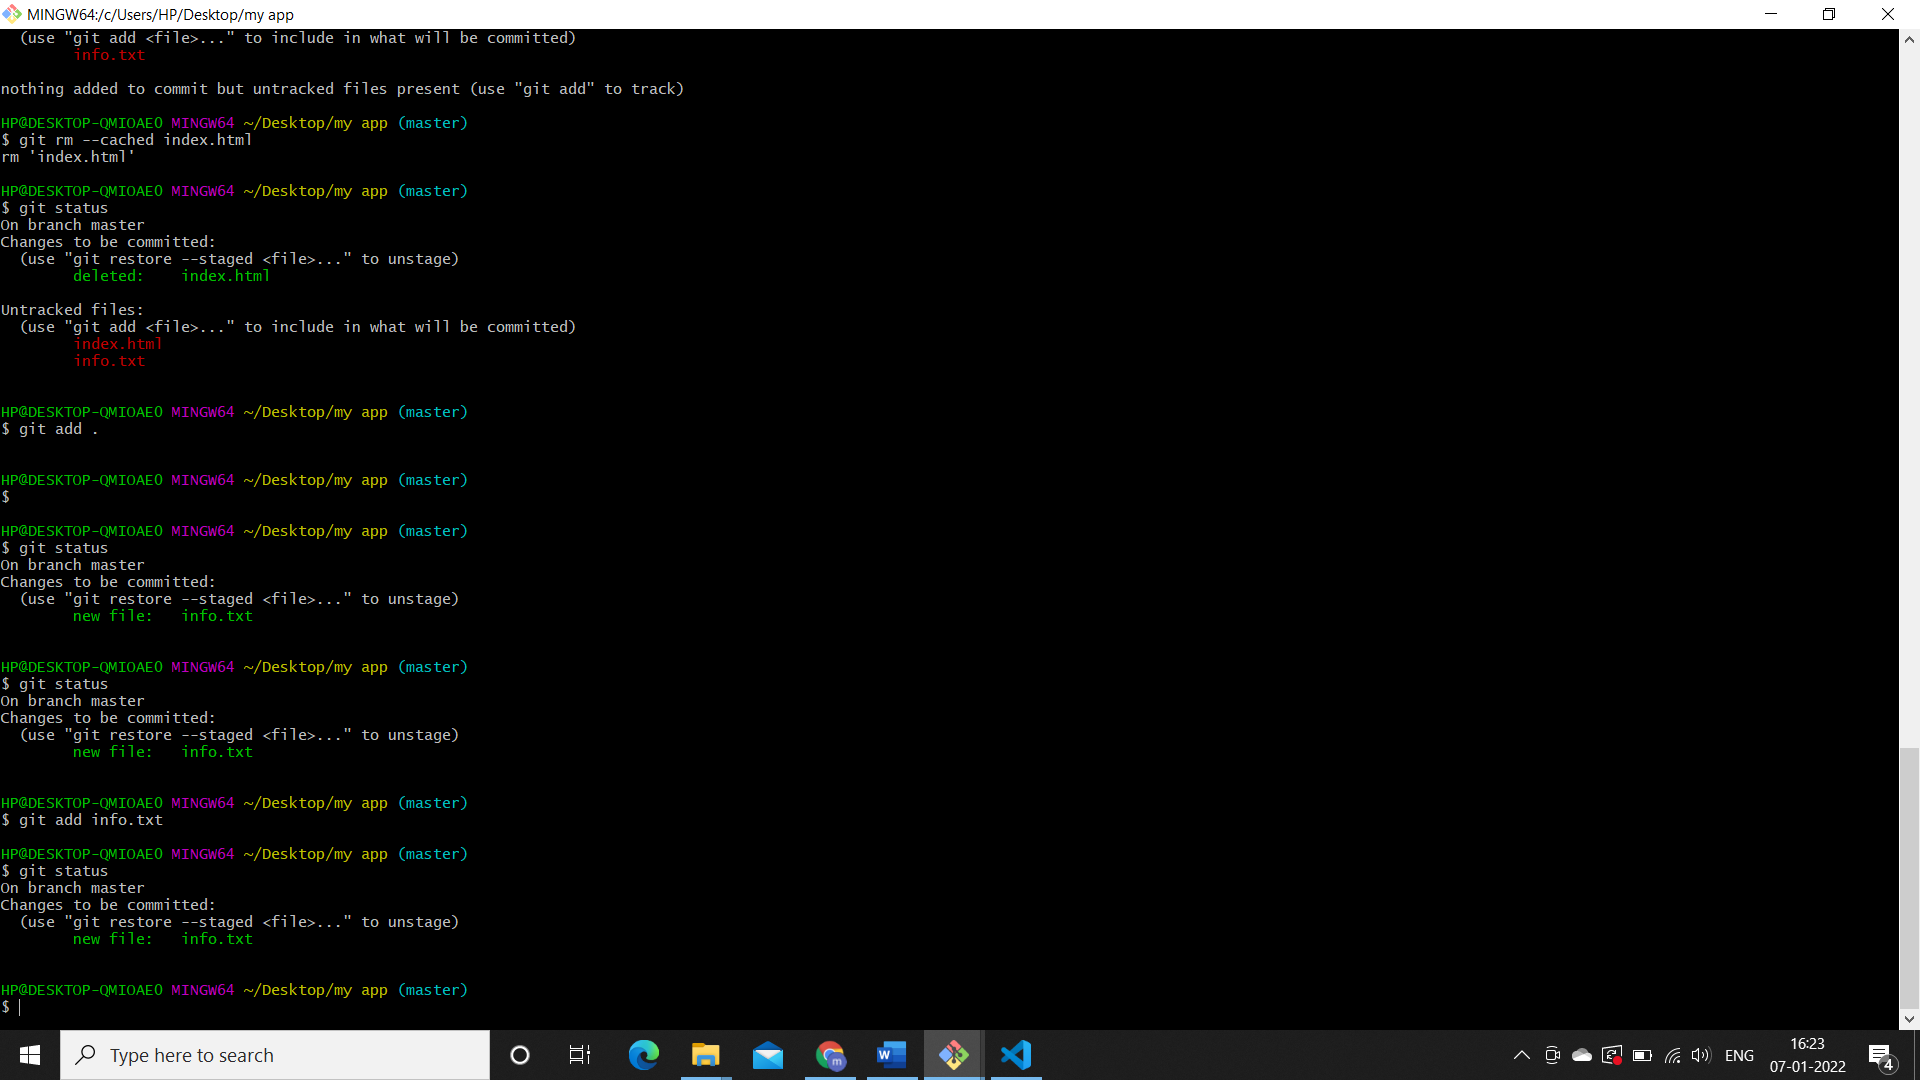 MINGW64:/c/Users/HP/Desktop/my app
(use "git add <file>..." to include in what will be committed)
info.txt
nothing added to commit but untracked files present (use "git add" to track)
HP@DESKTOP-QMIOAEO MINGW64 ~/Desktop/my app (master)
$ git rm --cached index.html
rm 'index.html'
HP@DESKTOP-QMIOAEO MINGW64 ~/Desktop/my app (master)
$ git status
On branch master
Changes to be committed:
(use "git restore --staged <file>..." to unstage)
deleted:    index.html
Untracked files:
(use "git add <file>..." to include in what will be committed)
index.html
info.txt
HP@DESKTOP-QMIOAEO MINGW64 ~/Desktop/my app (master)
$ git add .
HP@DESKTOP-QMIOAEO MINGW64 ~/Desktop/my app (master)
$
HP@DESKTOP-QMIOAEO MINGW64 ~/Desktop/my app (master)
$ git status
On branch master
Changes to be committed:
(use "git restore --staged <file>..." to unstage)
new file:   info.txt
HP@DESKTOP-QMIOAEO MINGW64 ~/Desktop/my app (master)
$ git status
On branch master
Changes to be committed:
(use "git restore --staged <file>..." to unstage)
new file:   info.txt
HP@DESKTOP-QMIOAEO MINGW64 ~/Desktop/my app (master)
$ git add info.txt
HP@DESKTOP-QMIOAEO MINGW64 ~/Desktop/my app (master)
$ git status
On branch master
Changes to be committed:
(use "git restore --staged <file>..." to unstage)
new file:   info.txt
HP@DESKTOP-QMIOAEO MINGW64 ~/Desktop/my app (master)
$
Type here to search
m
W
ENG
16:23
07-01-2022
4